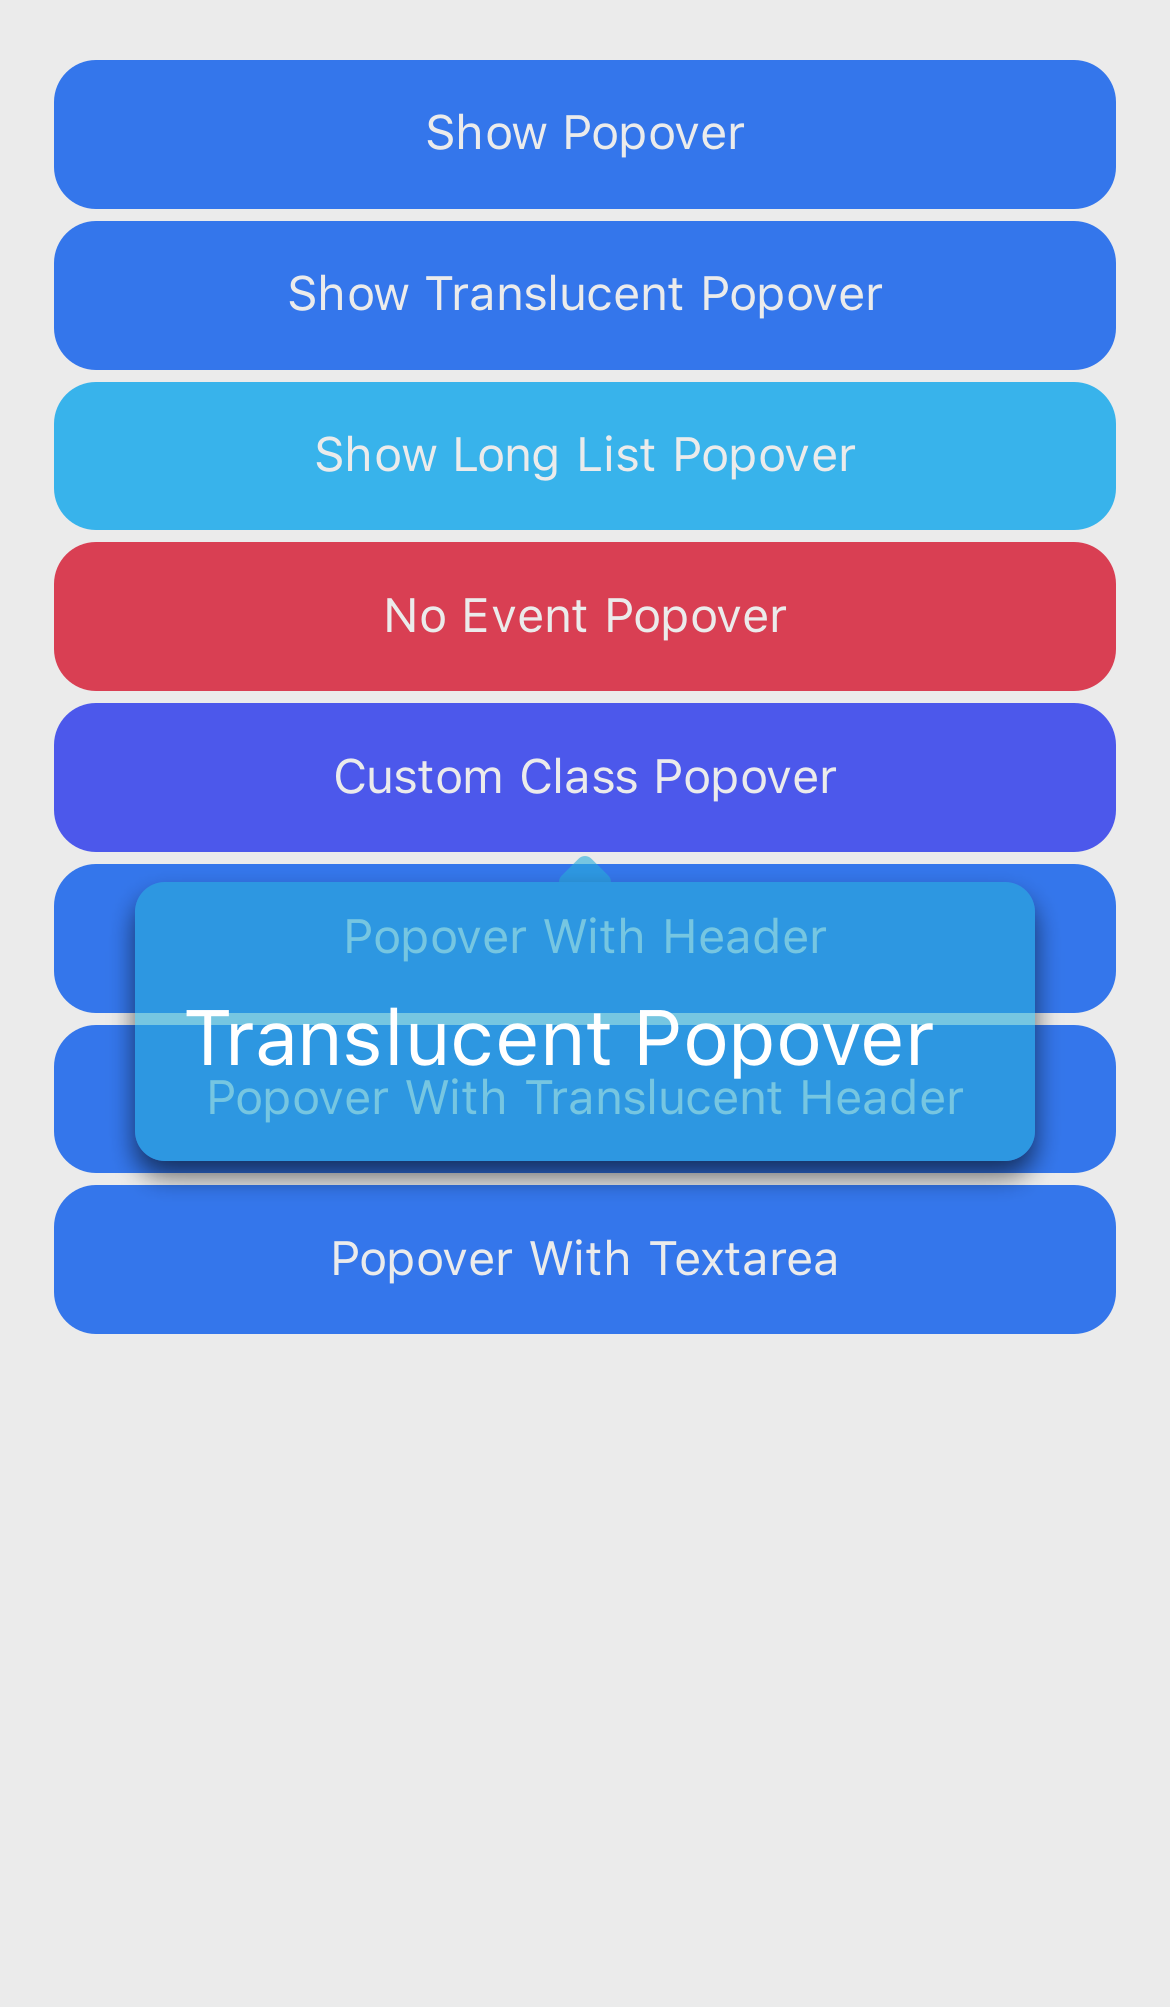 Show Popover
Show Translucent Popover
Show Long List Popover
No Event Popover
Custom Class Popover
Popover With Header
Translucent Popover
Popover With Translucent Header
Popover With Textarea